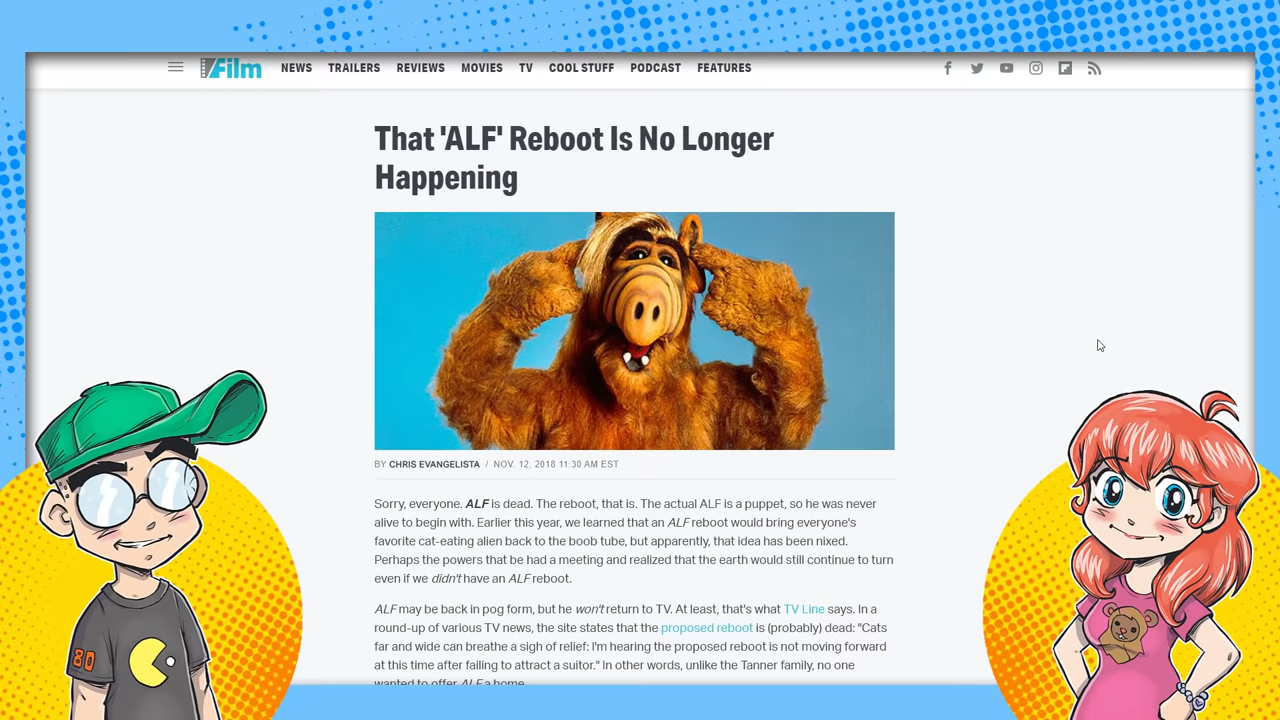 /Film NEWS TRAILERS REVIEWS MOVIES TV COOL STUFF PODCAST FEATURES
That 'ALF' Reboot Is No Longer
Happening
BY CHRIS EVANGELISTA / NOV. 12, 2018 11:30 AM EST
Sorry, everyone. ALF is dead. The reboot, that is. The actual ALF is a puppet, so he was never
alive to begin with. Earlier this year, we learned that an ALF reboot would bring everyone's
favorite cat-eating alien back to the boob tube, but apparently, that idea has been nixed.
Perhaps the powers that be had a meeting and realized that the earth would still continue to turn
even if we didn't have an ALF reboot.
ALF may be back in pog form, but he won't return to TV. At least, that's what TV Line says. In a
round-up of various TV news, the site states that the proposed reboot is (probably) dead: "Cats
far and wide can breathe a sigh of relief: I'm hearing the proposed reboot is not moving forward
at this time after failing to attract a suitor." In other words, unlike the Tanner family, no one
wanted to offer ALF a home.
80